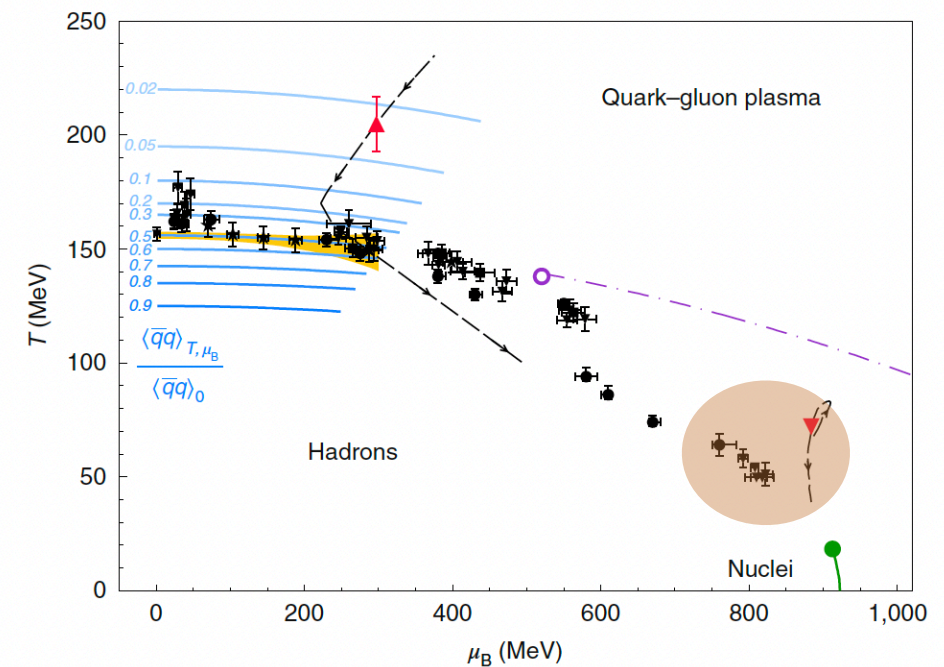 250
200
150
100
50
0
T (MeV)
0.02
0.05
0.1
0.2
0.3
0.5
0.6
0.7
0.8
0.9
⟨q̅q⟩T, μB
⟨q̅q⟩0
Quark–gluon plasma
Hadrons
Nuclei
0 200 400 600 800 1,000
μB (MeV)